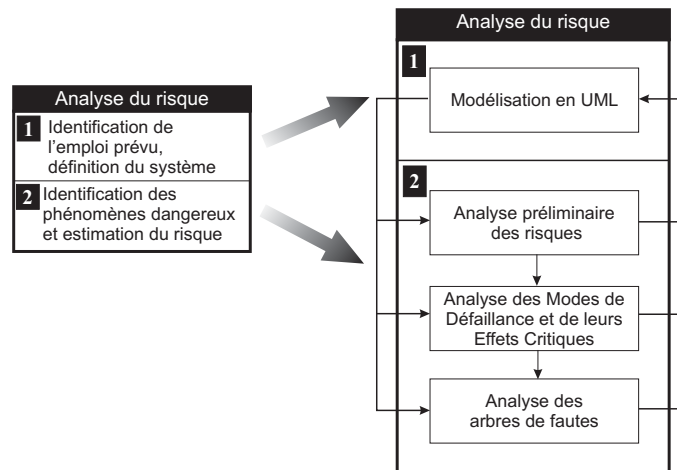 Analyse du risque
1 Identification de
l'emploi prévu,
définition du système
2 Identification des
phénomènes dangereux
et estimation du risque
Analyse du risque
1
Modélisation en UML
2
Analyse préliminaire
des risques
Analyse des Modes de
Défaillance et de leurs
Effets Critiques
Analyse des
arbres de fautes